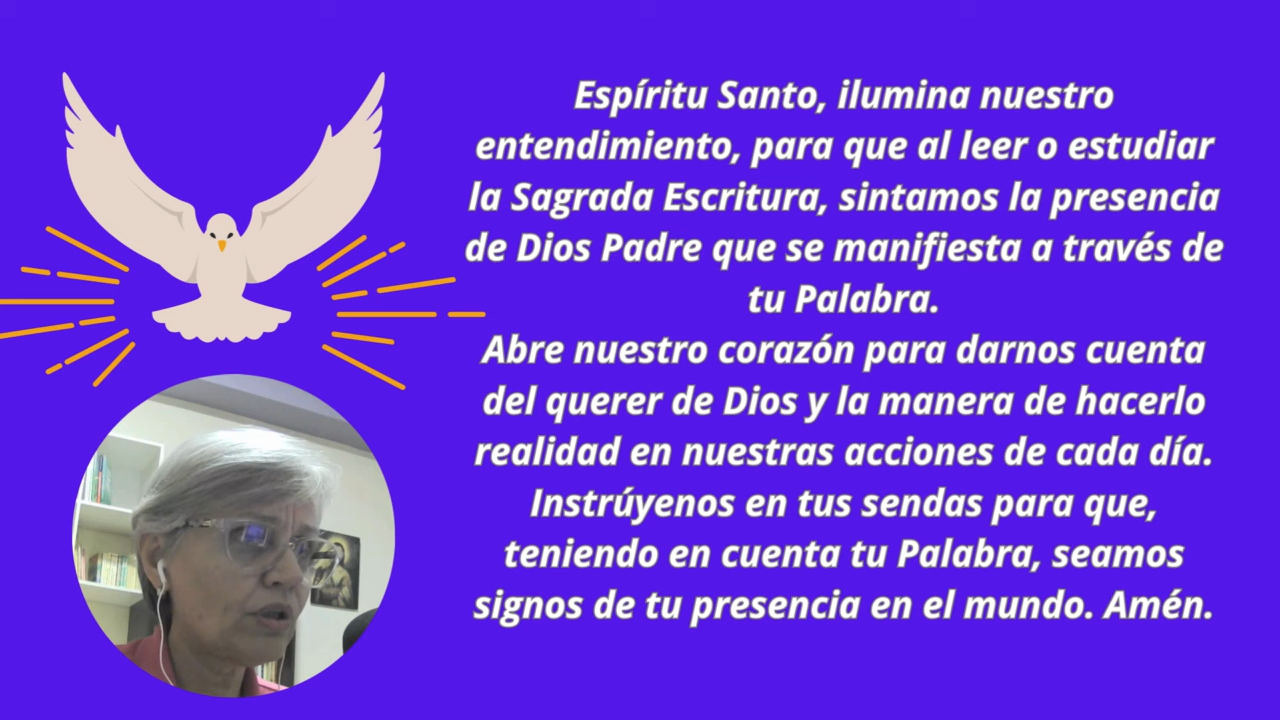 Espíritu Santo, ilumina nuestro
entendimiento, para que al leer o estudiar
la Sagrada Escritura, sintamos la presencia
de Dios Padre que se manifiesta a través de
tu Palabra.
Abre nuestro corazón para darnos cuenta
del querer de Dios y la manera de hacerlo
realidad en nuestras acciones de cada día.
Instrúyenos en tus sendas para que,
teniendo en cuenta tu Palabra, seamos
signos de tu presencia en el mundo. Amén.